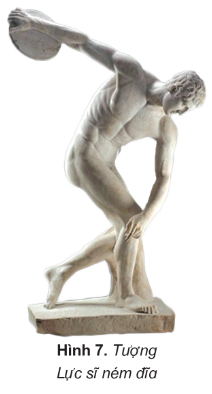 Hình 7. Tượng
Lực sĩ ném đĩa